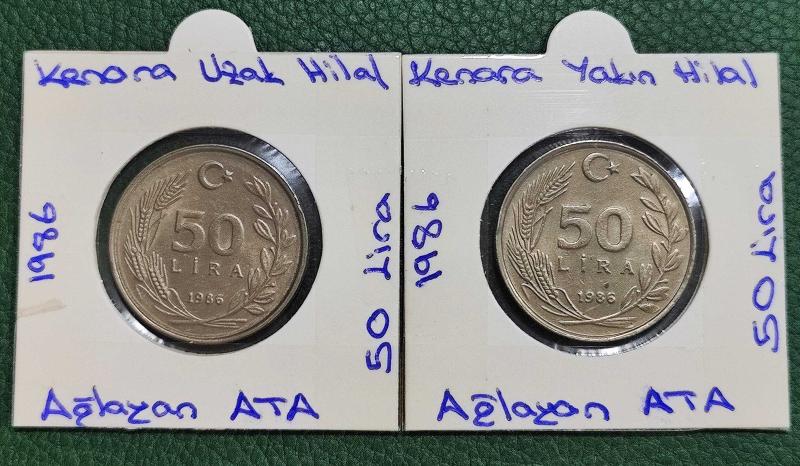 Kenara Uzak Hilal
1986
50
LİRA
1986
50 Lira
Ağlayan ATA
Kenara Yakın Hilal
1986
50
LİRA
1986
50 Lira
Ağlayan ATA